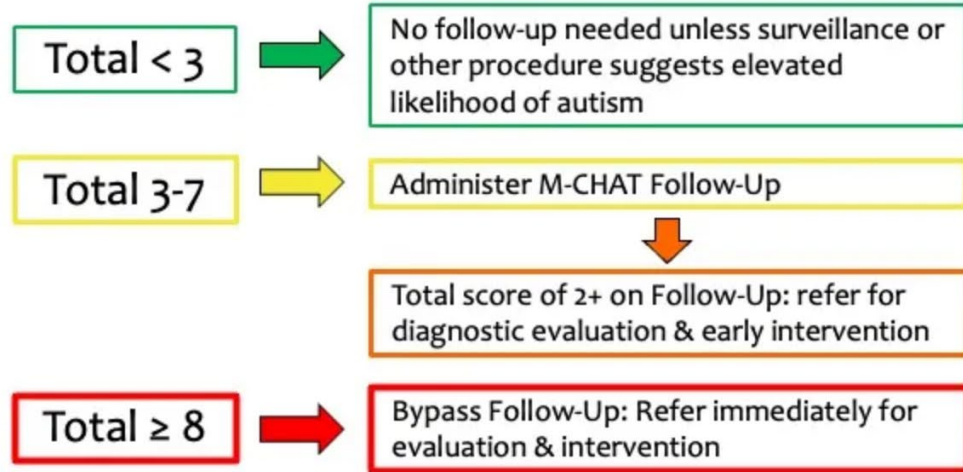 Total < 3
No follow-up needed unless surveillance or
other procedure suggests elevated
likelihood of autism
Total 3-7
Administer M-CHAT Follow-Up
Total score of 2+ on Follow-Up: refer for
diagnostic evaluation & early intervention
Total ≥ 8
Bypass Follow-Up: Refer immediately for
evaluation & intervention